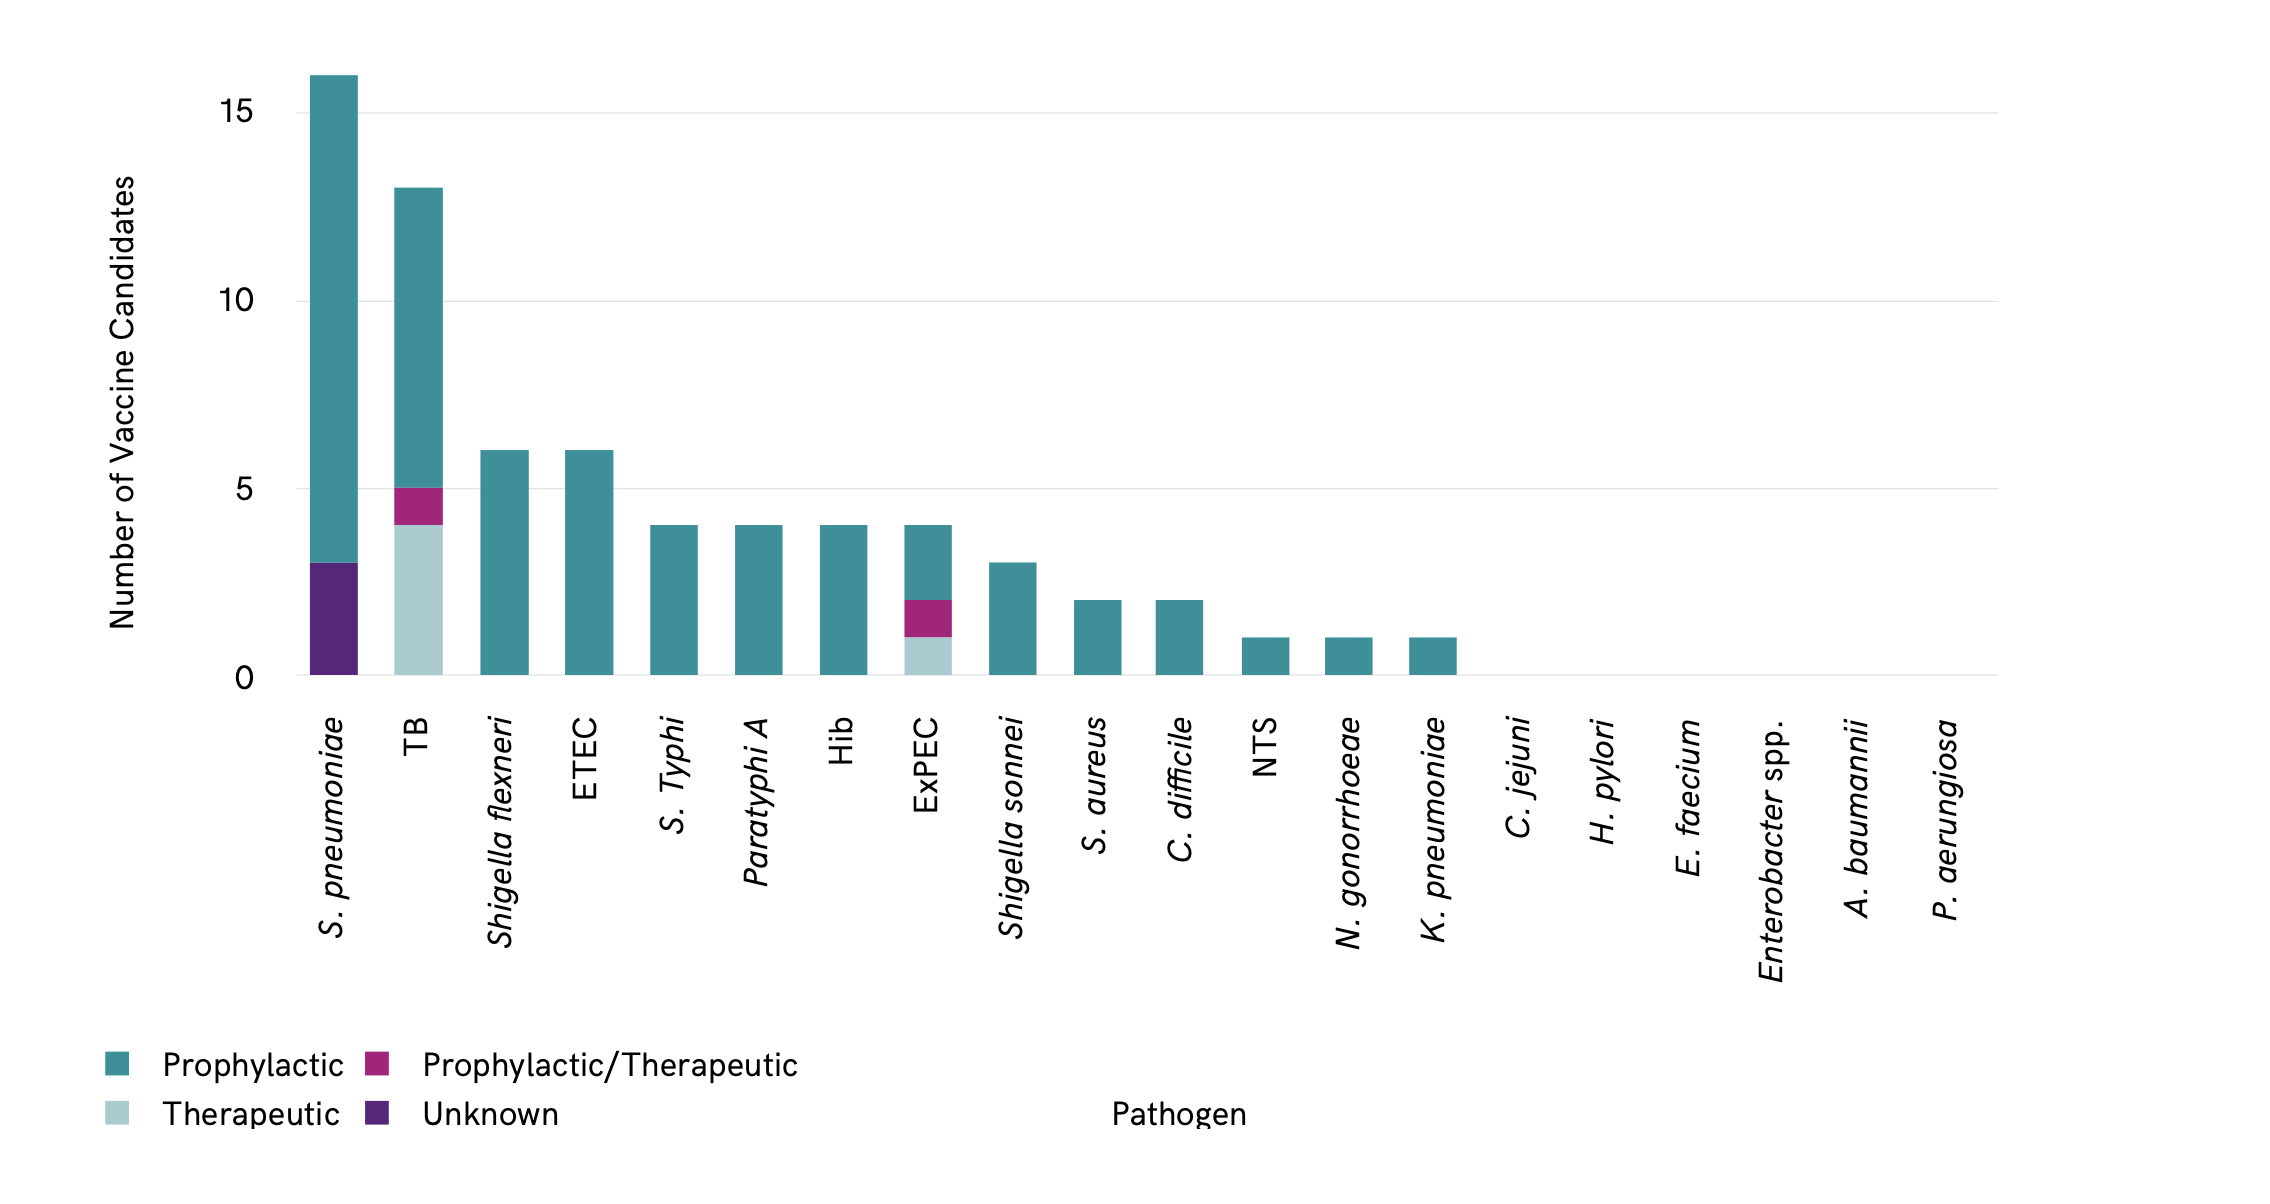 Number of Vaccine Candidates
15
10
5
0
S. pneumoniae
TB
Shigella flexneri
ETEC
S. Typhi
Paratyphi A
Hib
ExPEC
Shigella sonnei
S. aureus
C. difficile
NTS
N. gonorrhoeae
K. pneumoniae
C. jejuni
H. pylori
E. faecium
Enterobacter spp.
A. baumannii
P. aerungiosa
Prophylactic
Prophylactic/Therapeutic
Therapeutic
Unknown
Pathogen